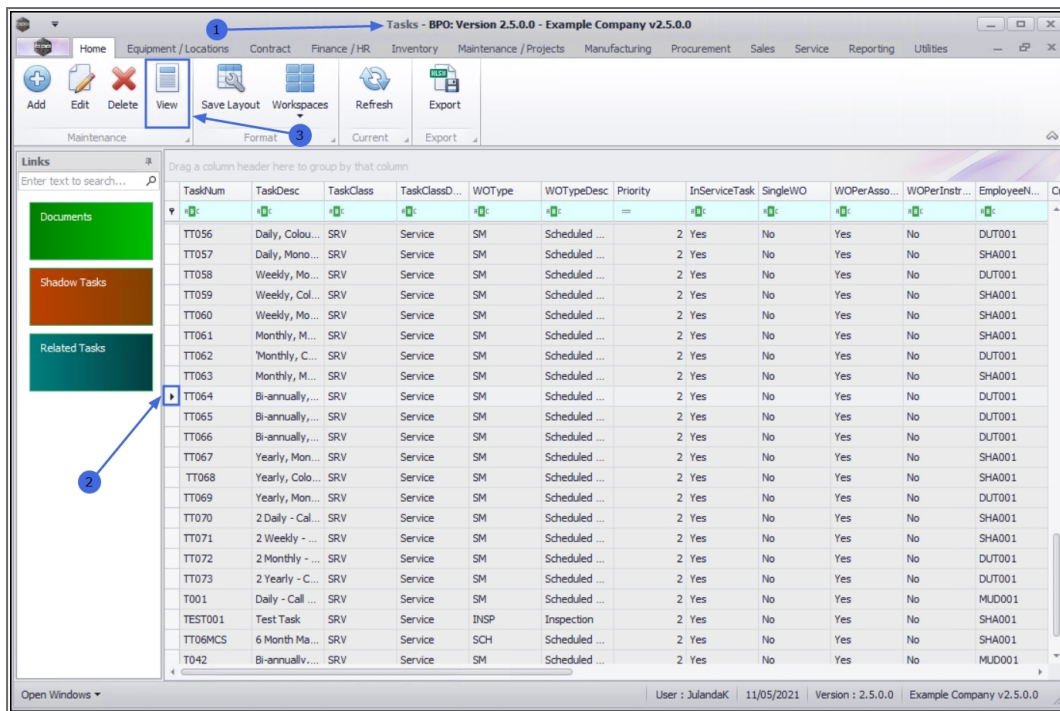 1
Tasks - BPO: Version 2.5.0.0 - Example Company v2.5.0.0
Home Equipment / Locations Contract Finance / HR Inventory Maintenance / Projects Manufacturing Procurement Sales Service Reporting Utilities
Add Edit Delete View Save Layout Workspaces Refresh Export
Maintenance Format 3 Current Export
Links
Enter text to search...
Documents
Shadow Tasks
Related Tasks
2
Drag a column header here to group by that column
TaskNum TaskDesc TaskClass TaskClassD... WOType WOTypeDesc Priority InServiceTask SingleWO WOPerAsso... WOPerInstr... EmployeeN... Cr
=
TT056 Daily, Colou... SRV Service SM Scheduled ... 2 Yes No Yes No DUT001
TT057 Daily, Mono... SRV Service SM Scheduled ... 2 Yes No Yes No SHA001
TT058 Weekly, Mo... SRV Service SM Scheduled ... 2 Yes No Yes No DUT001
TT059 Weekly, Col... SRV Service SM Scheduled ... 2 Yes No Yes No SHA001
TT060 Weekly, Mo... SRV Service SM Scheduled ... 2 Yes No Yes No SHA001
TT061 Monthly, M... SRV Service SM Scheduled ... 2 Yes No Yes No SHA001
TT062 'Monthly, C... SRV Service SM Scheduled ... 2 Yes No Yes No DUT001
TT063 Monthly, M... SRV Service SM Scheduled ... 2 Yes No Yes No SHA001
TT064 Bi-annually,... SRV Service SM Scheduled ... 2 Yes No Yes No DUT001
TT065 Bi-annually,... SRV Service SM Scheduled ... 2 Yes No Yes No DUT001
TT066 Bi-annually,... SRV Service SM Scheduled ... 2 Yes No Yes No DUT001
TT067 Yearly, Mon... SRV Service SM Scheduled ... 2 Yes No Yes No SHA001
TT068 Yearly, Colo... SRV Service SM Scheduled ... 2 Yes No Yes No SHA001
TT069 Yearly, Mon... SRV Service SM Scheduled ... 2 Yes No Yes No DUT001
TT070 2 Daily - Cal... SRV Service SM Scheduled ... 2 Yes No Yes No SHA001
TT071 2 Weekly - ... SRV Service SM Scheduled ... 2 Yes No Yes No SHA001
TT072 2 Monthly - ... SRV Service SM Scheduled ... 2 Yes No Yes No DUT001
TT073 2 Yearly - C... SRV Service SM Scheduled ... 2 Yes No Yes No DUT001
T001 Daily - Call ... SRV Service SM Scheduled ... 2 Yes No Yes No MUD001
TEST001 Test Task SRV Service INSP Inspection 2 Yes No Yes No SHA001
TT06MCS 6 Month Ma... SRV Service SCH Scheduled ... 2 Yes No Yes No SHA001
T042 Bi-annually,... SRV Service SM Scheduled ... 2 Yes No Yes No MUD001
Open Windows User : JulandaK 11/05/2021 Version : 2.5.0.0 Example Company v2.5.0.0